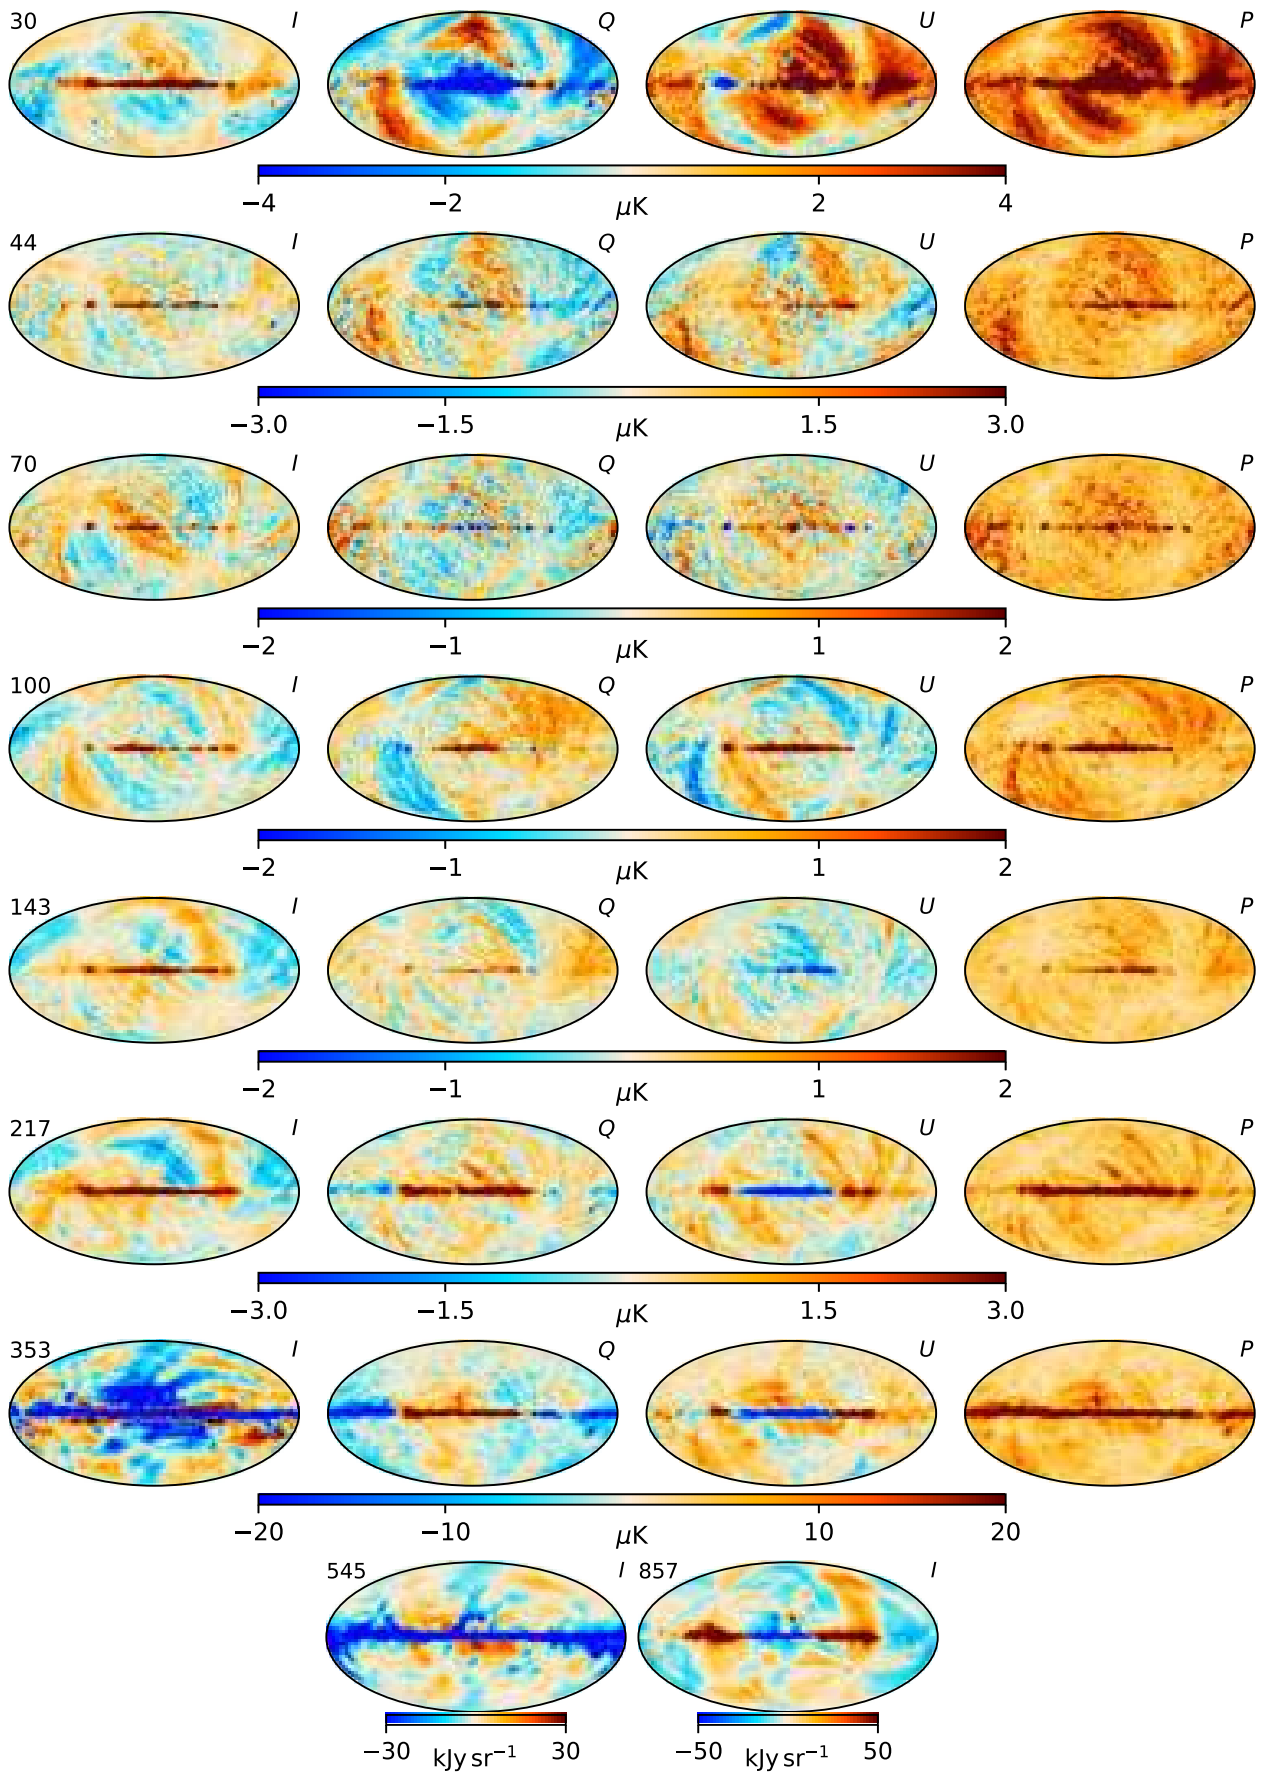 30 I Q U P
−4 −2 2 4
μK
44 I Q U P
−3.0 −1.5 1.5 3.0
μK
70 I Q U P
−2 −1 1 2
μK
100 I Q U P
−2 −1 1 2
μK
143 I Q U P
−2 −1 1 2
μK
217 I Q U P
−3.0 −1.5 1.5 3.0
μK
353 I Q U P
−20 −10 10 20
μK
545 I 857 I
−30 kJy sr⁻¹ 30 −50 kJy sr⁻¹ 50